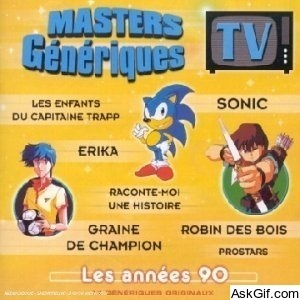 MASTERS
Génériques
TV
LES ENFANTS
DU CAPITAINE TRAPP
SONIC
ERIKA
RACONTE-MOI
UNE HISTOIRE
GRAINE
DE CHAMPION
ROBIN DES BOIS
PROSTARS
Les années 90
GÉNÉRIQUES ORIGINAUX
AskGif.com